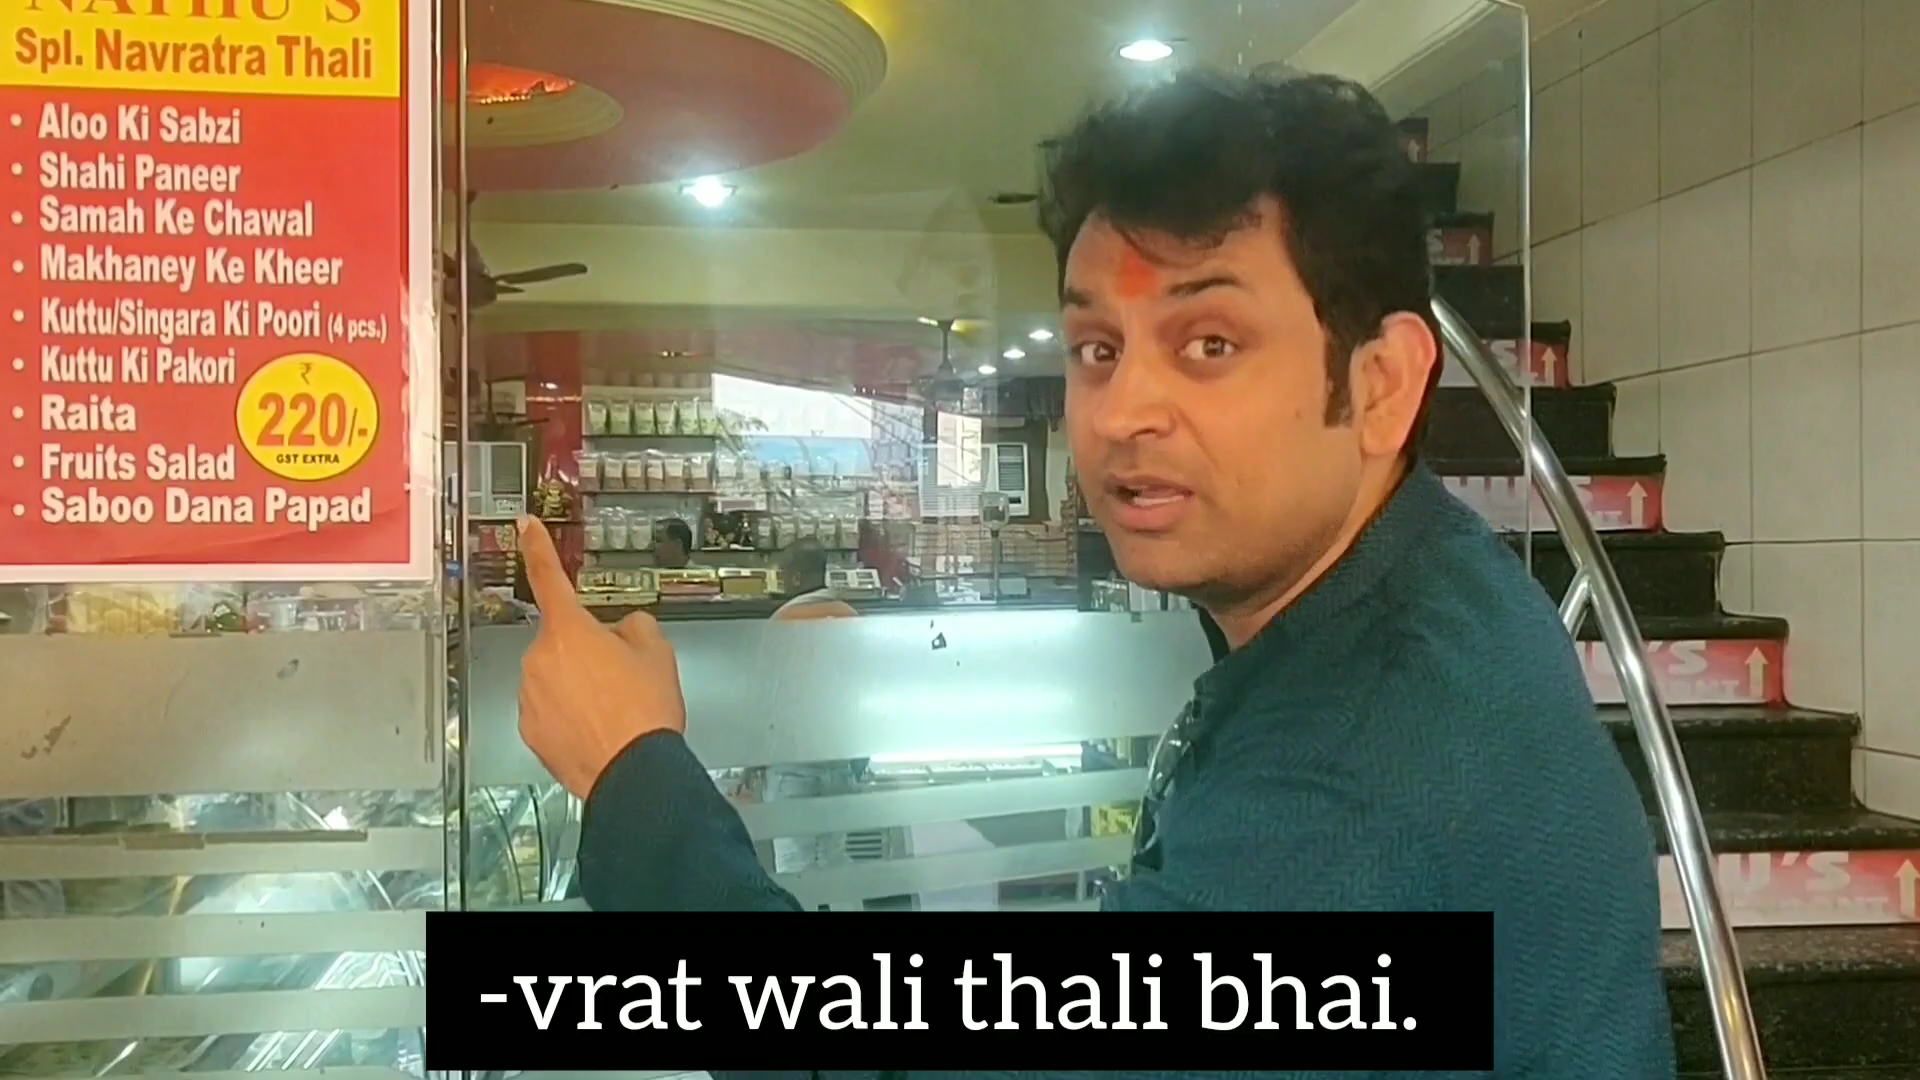 NATHU'S
Spl. Navratra Thali
• Aloo Ki Sabzi
• Shahi Paneer
• Samah Ke Chawal
• Makhaney Ke Kheer
• Kuttu/Singara Ki Poori (4 pcs.)
• Kuttu Ki Pakori
• Raita
• Fruits Salad
• Saboo Dana Papad
₹
220/-
GST EXTRA
-vrat wali thali bhai.